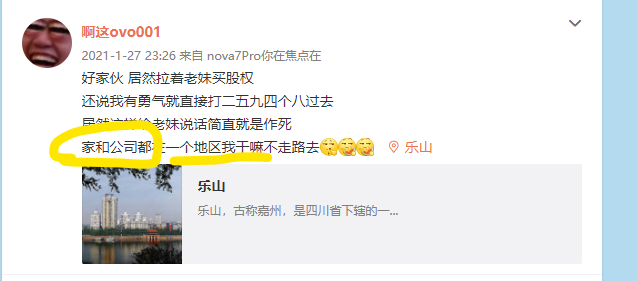 啊这ovo001
2021-1-27 23:26 来自 nova7Pro你在焦点在
好家伙 居然拉着老妹买股权
还说我有勇气就直接打二五九四个八过去
居然这样给老妹说话简直就是作死
家和公司都在一个地区我干嘛不走路去 乐山
乐山
乐山，古称嘉州，是四川省下辖的一...